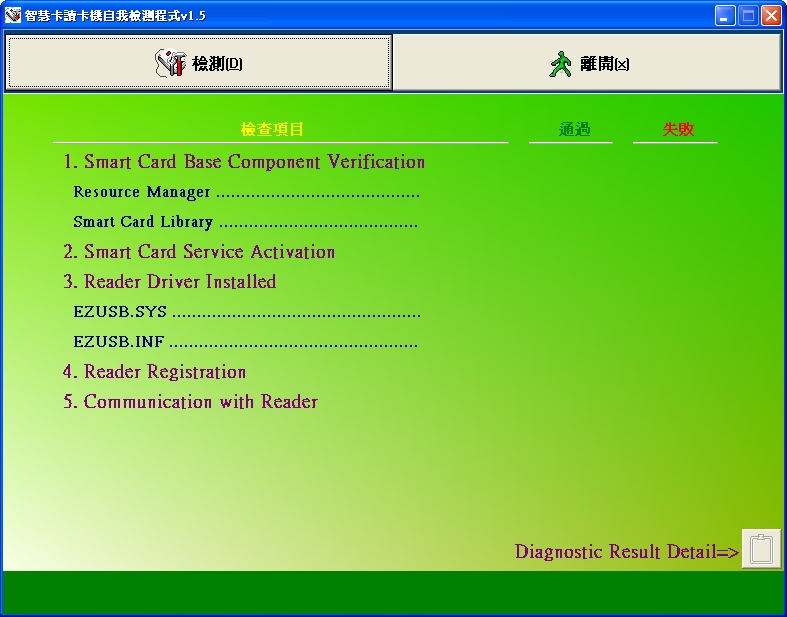 智慧卡讀卡機自我檢測程式v1.5
檢測(D)
離開(x)
檢查項目 通過 失敗
1. Smart Card Base Component Verification
Resource Manager .........................................
Smart Card Library ........................................
2. Smart Card Service Activation
3. Reader Driver Installed
EZUSB.SYS ..................................................
EZUSB.INF ..................................................
4. Reader Registration
5. Communication with Reader
Diagnostic Result Detail=>